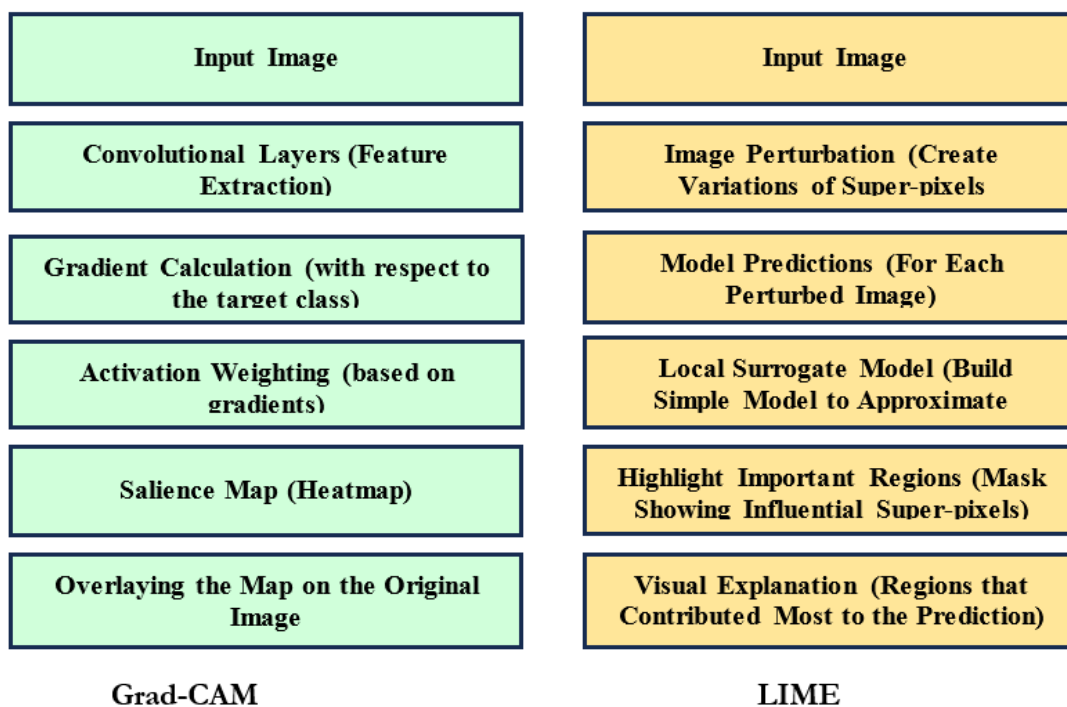 Input Image
Convolutional Layers (Feature
Extraction)
Gradient Calculation (with respect to
the target class)
Activation Weighting (based on
gradients)
Salience Map (Heatmap)
Overlaying the Map on the Original
Image
Grad-CAM
Input Image
Image Perturbation (Create
Variations of Super-pixels
Model Predictions (For Each
Perturbed Image)
Local Surrogate Model (Build
Simple Model to Approximate
Highlight Important Regions (Mask
Showing Influential Super-pixels)
Visual Explanation (Regions that
Contributed Most to the Prediction)
LIME